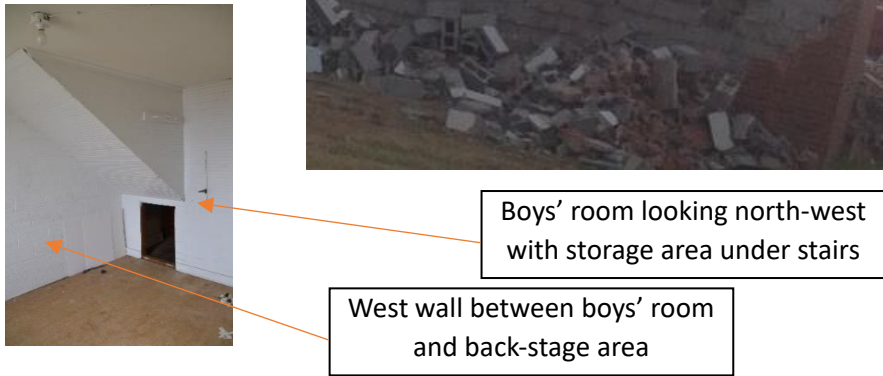 Boys’ room looking north-west
with storage area under stairs
West wall between boys’ room
and back-stage area